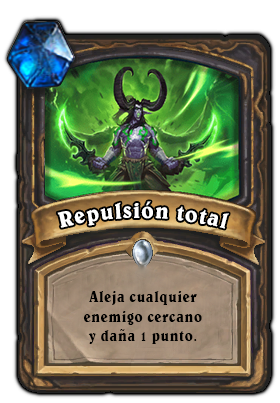 Repulsión total
Aleja cualquier
enemigo cercano
y daña 1 punto.